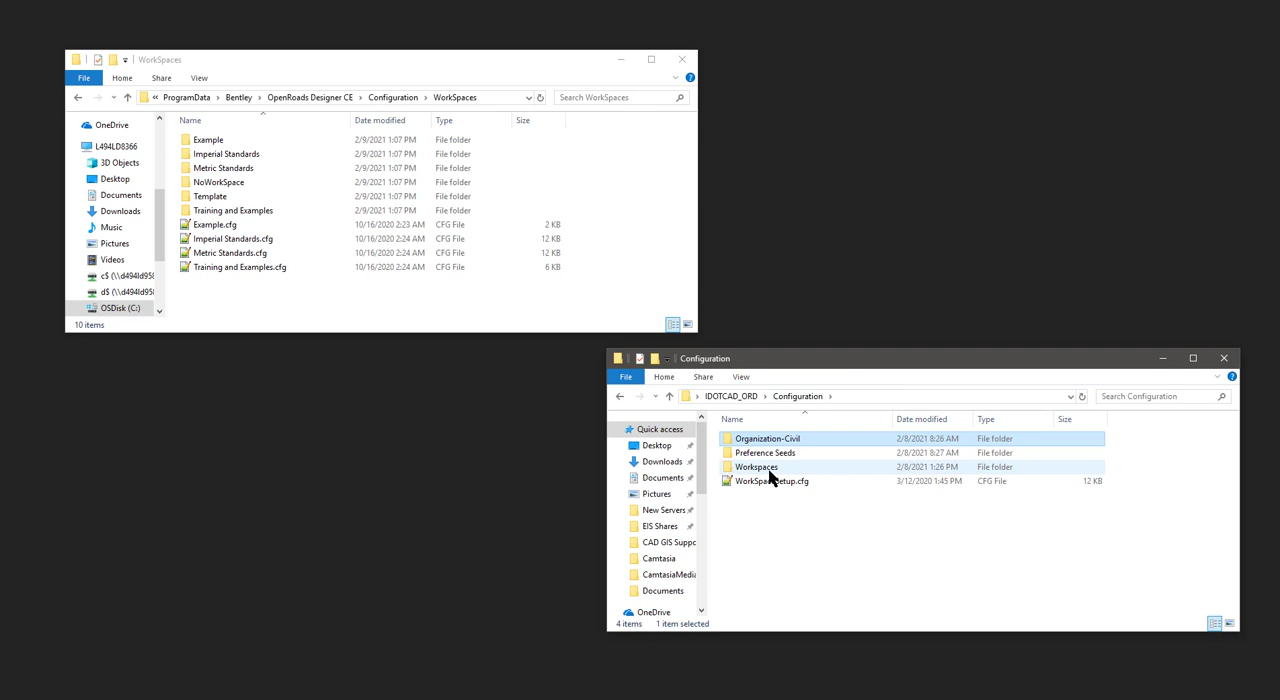 WorkSpaces
File Home Share View
« ProgramData › Bentley › OpenRoads Designer CE › Configuration › WorkSpaces
Search WorkSpaces
OneDrive
L494LD8366
3D Objects
Desktop
Documents
Downloads
Music
Pictures
Videos
c$ (\\d494ld95
d$ (\\d494ld95
OSDisk (C:)
Name Date modified Type Size
Example 2/9/2021 1:07 PM File folder
Imperial Standards 2/9/2021 1:07 PM File folder
Metric Standards 2/9/2021 1:07 PM File folder
NoWorkSpace 2/9/2021 1:07 PM File folder
Template 2/9/2021 1:07 PM File folder
Training and Examples 2/9/2021 1:07 PM File folder
Example.cfg 10/16/2020 2:23 AM CFG File 2 KB
Imperial Standards.cfg 10/16/2020 2:24 AM CFG File 12 KB
Metric Standards.cfg 10/16/2020 2:24 AM CFG File 12 KB
Training and Examples.cfg 10/16/2020 2:24 AM CFG File 6 KB
10 items
Configuration
File Home Share View
› IDOTCAD_ORD › Configuration ›
Search Configuration
Quick access
Desktop
Downloads
Documents
Pictures
New Servers
EIS Shares
CAD GIS Suppo
Camtasia
CamtasiaMedia
Documents
OneDrive
Name Date modified Type Size
Organization-Civil 2/8/2021 8:26 AM File folder
Preference Seeds 2/8/2021 8:27 AM File folder
Workspaces 2/8/2021 1:26 PM File folder
3/12/2020 1:45 PM CFG File 12 KB
4 items 1 item selected